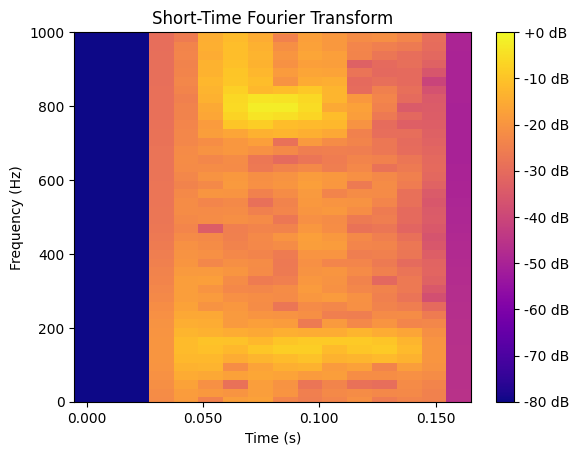 Short-Time Fourier Transform
1000
800
600
400
200
0
Frequency (Hz)
0.000
0.050
0.100
0.150
Time (s)
+0 dB
-10 dB
-20 dB
-30 dB
-40 dB
-50 dB
-60 dB
-70 dB
-80 dB